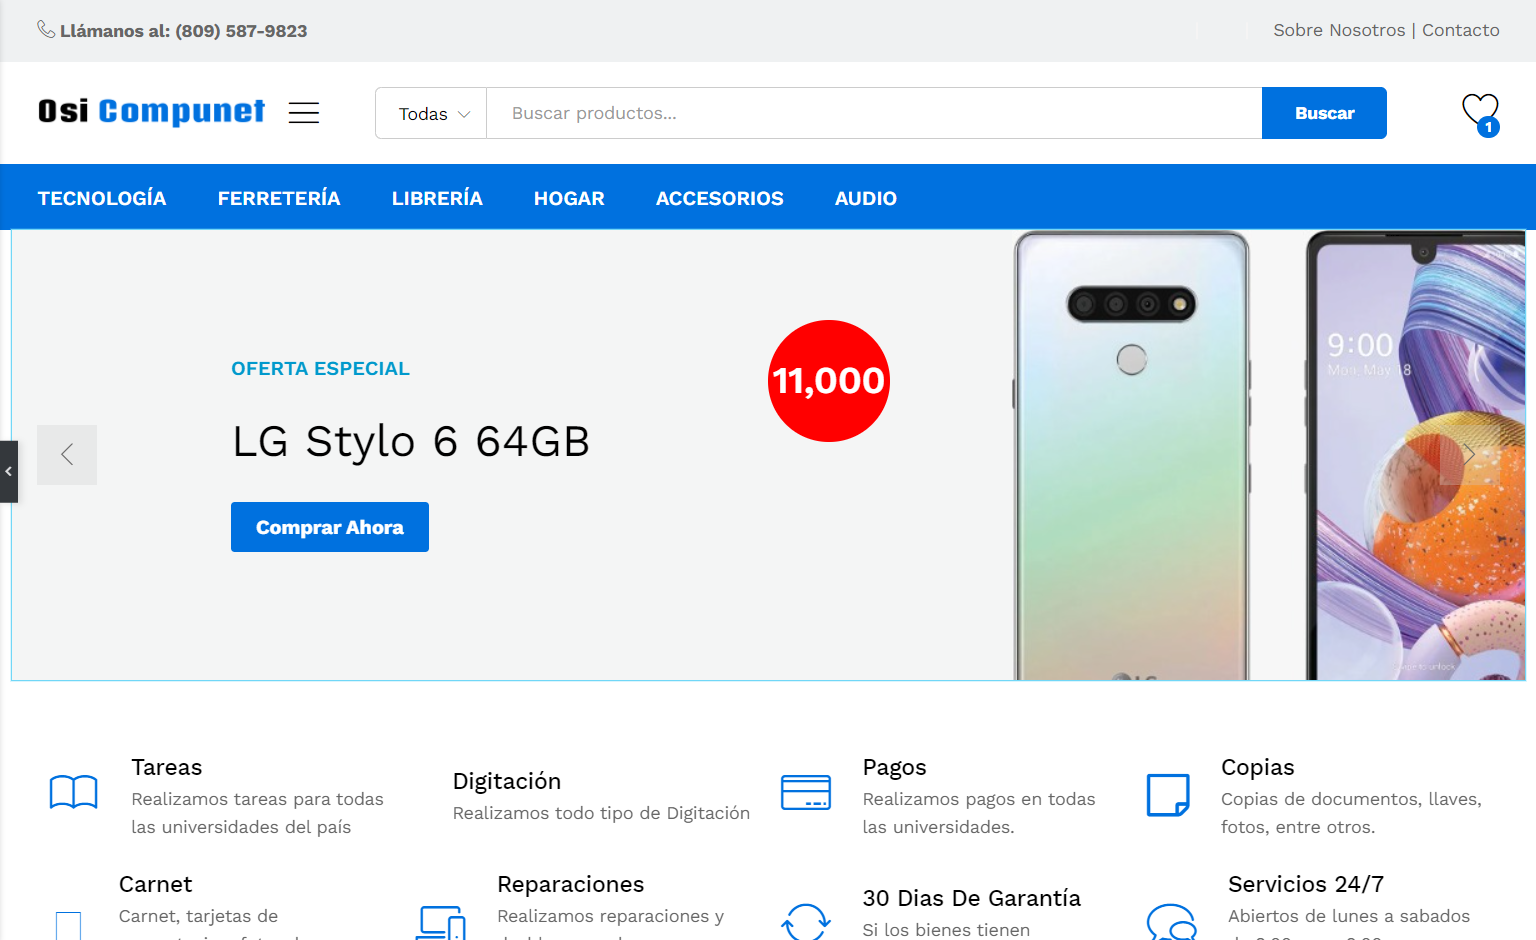 Llámanos al: (809) 587-9823
Sobre Nosotros | Contacto
Osi Compunet
Todas
Buscar productos...
Buscar
1
TECNOLOGÍA
FERRETERÍA
LIBRERÍA
HOGAR
ACCESORIOS
AUDIO
OFERTA ESPECIAL
LG Stylo 6 64GB
Comprar Ahora
11,000
9:00
Mon, May 18
Tareas
Realizamos tareas para todas
las universidades del país
Digitación
Realizamos todo tipo de Digitación
Pagos
Realizamos pagos en todas
las universidades.
Copias
Copias de documentos, llaves,
fotos, entre otros.
Carnet
Carnet, tarjetas de
Reparaciones
Realizamos reparaciones y
30 Dias De Garantía
Si los bienes tienen
Servicios 24/7
Abiertos de lunes a sabados